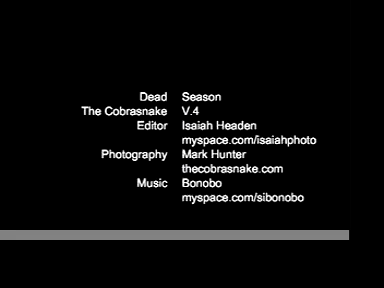 Dead Season
The Cobrasnake V.4
Editor Isaiah Headen
myspace.com/isaiahphoto
Photography Mark Hunter
thecobrasnake.com
Music Bonobo
myspace.com/sibonobo